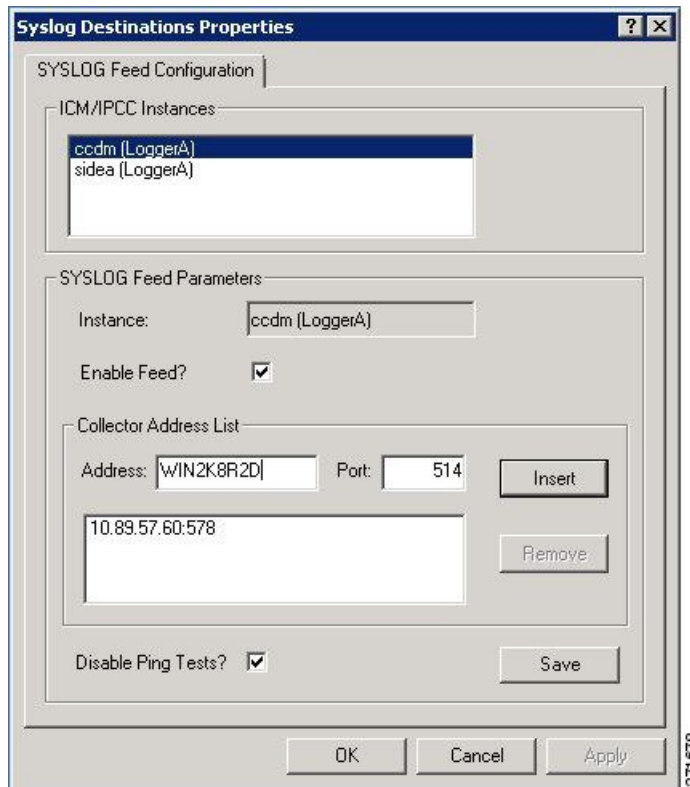 Syslog Destinations Properties
SYSLOG Feed Configuration
ICM/IPCC Instances
ccdm (LoggerA)
sidea (LoggerA)
SYSLOG Feed Parameters
Instance: ccdm (LoggerA)
Enable Feed?
Collector Address List
Address: WIN2K8R2D Port: 514 Insert
10.89.57.60:578
Remove
Disable Ping Tests? Save
OK Cancel Apply